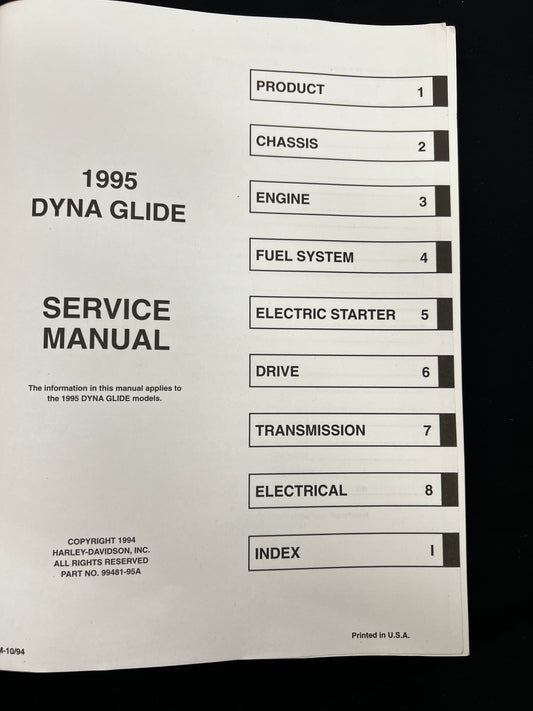 1995
DYNA GLIDE
SERVICE
MANUAL
The information in this manual applies to
the 1995 DYNA GLIDE models.
COPYRIGHT 1994
HARLEY-DAVIDSON, INC.
ALL RIGHTS RESERVED
PART NO. 99481-95A
M-10/94
PRODUCT 1
CHASSIS 2
ENGINE 3
FUEL SYSTEM 4
ELECTRIC STARTER 5
DRIVE 6
TRANSMISSION 7
ELECTRICAL 8
INDEX I
Printed in U.S.A.